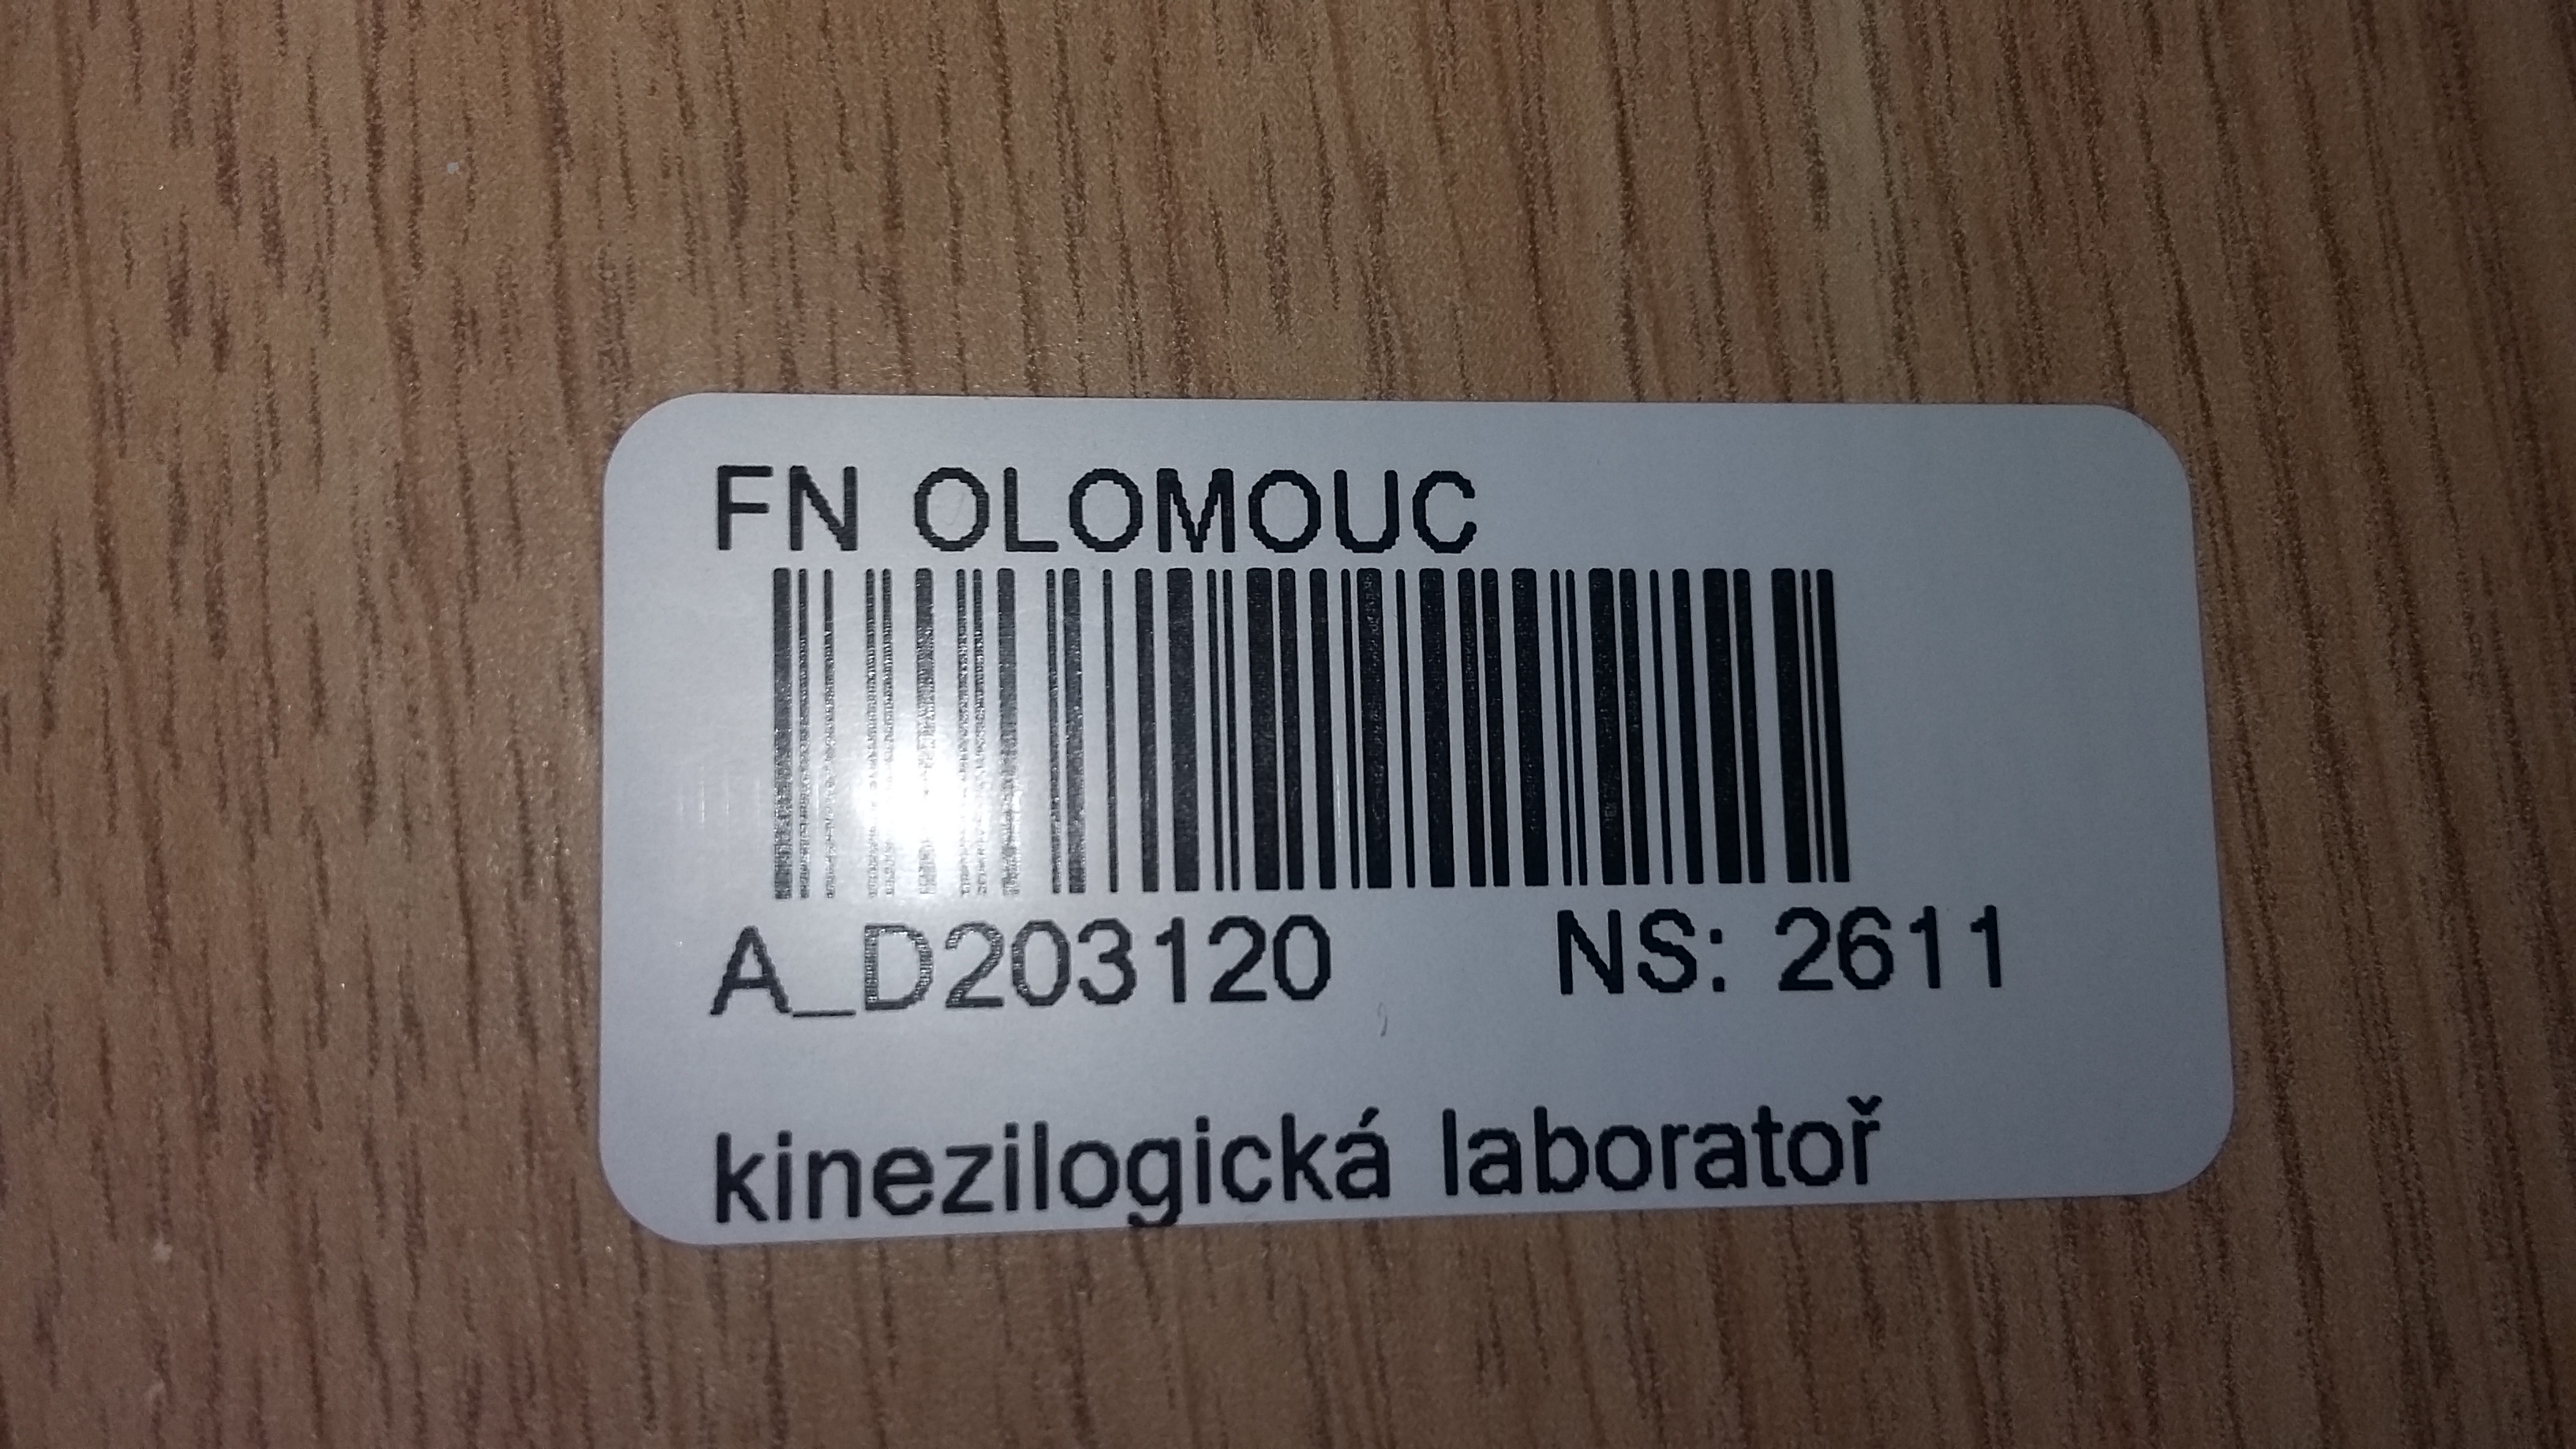 FN OLOMOUC
A_D203120 NS: 2611
kinezilogická laboratoř